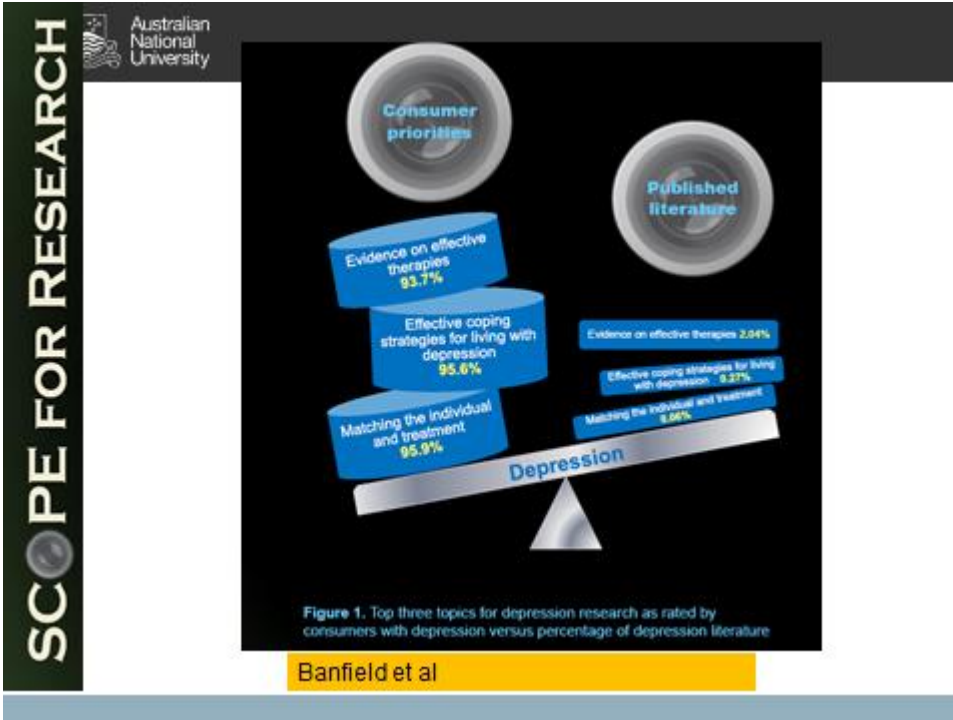 SCOPE FOR RESEARCH
Australian
National
University
Consumer
priorities
Published
literature
Evidence on effective
therapies
93.7%
Effective coping
strategies for living with
depression
95.6%
Matching the individual
and treatment
95.9%
Evidence on effective therapies 2.04%
Effective coping strategies for living
with depression 9.27%
Matching the individual and treatment
Depression
Figure 1. Top three topics for depression research as rated by
consumers with depression versus percentage of depression literature
Banfield et al